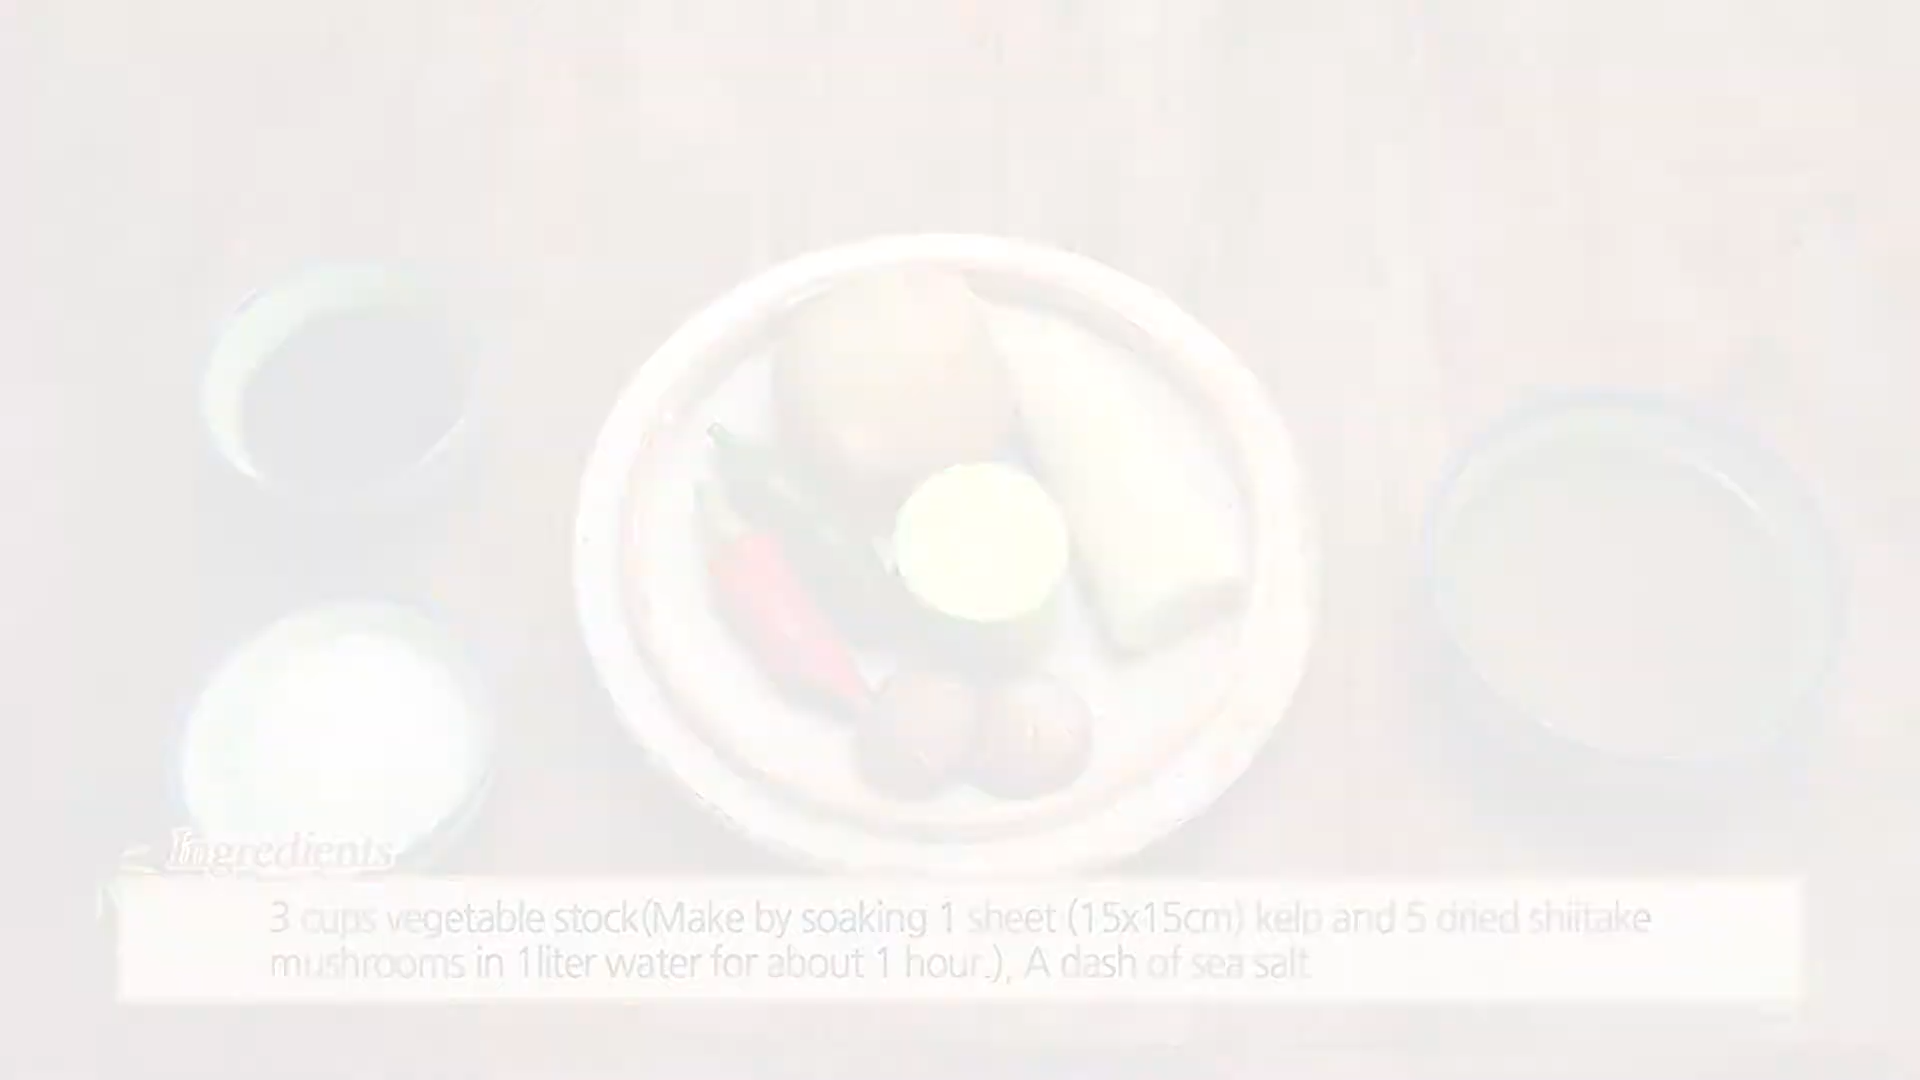 Ingredients
3 cups vegetable stock(Make by soaking 1 sheet (15x15cm) kelp and 5 dried shiitake
mushrooms in 1liter water for about 1 hour.), A dash of sea salt